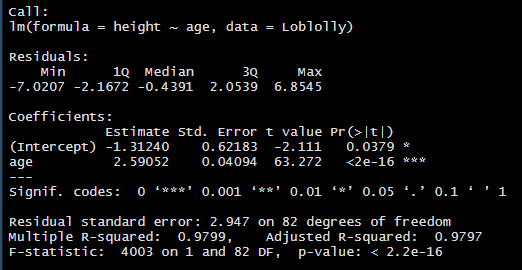 Call:
lm(formula = height ~ age, data = Loblolly)
Residuals:
    Min      1Q  Median      3Q     Max
-7.0207 -2.1672 -0.4391  2.0539  6.8545
Coefficients:
            Estimate Std. Error t value Pr(>|t|)
(Intercept) -1.31240    0.62183  -2.111   0.0379 *
age          2.59052    0.04094  63.272   <2e-16 ***
---
Signif. codes:  0 ‘***’ 0.001 ‘**’ 0.01 ‘*’ 0.05 ‘.’ 0.1 ‘ ’ 1
Residual standard error: 2.947 on 82 degrees of freedom
Multiple R-squared:  0.9799,    Adjusted R-squared:  0.9797
F-statistic:  4003 on 1 and 82 DF,  p-value: < 2.2e-16